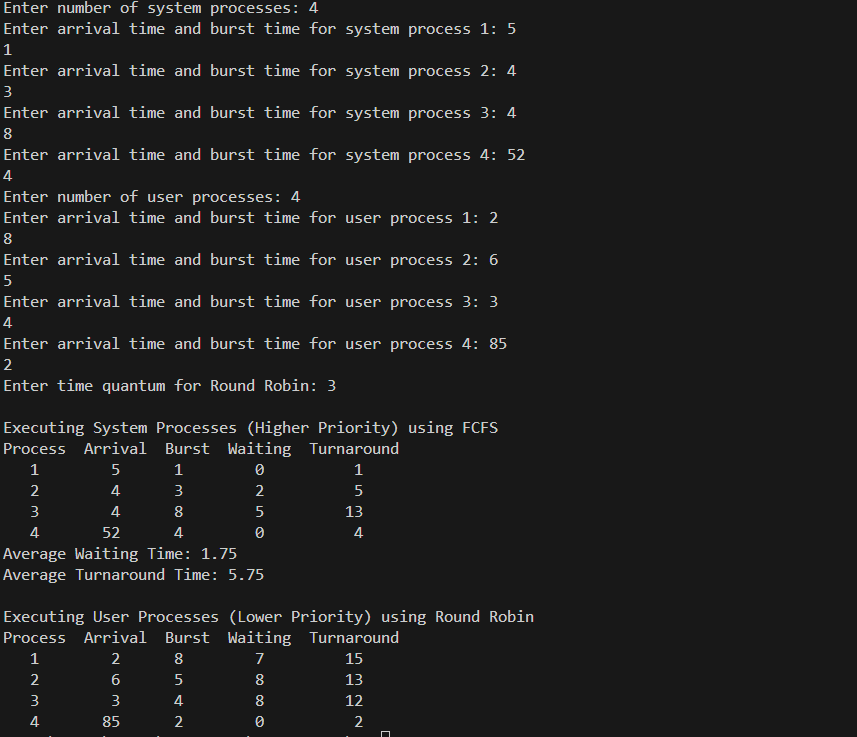 Enter number of system processes: 4
Enter arrival time and burst time for system process 1: 5
1
Enter arrival time and burst time for system process 2: 4
3
Enter arrival time and burst time for system process 3: 4
8
Enter arrival time and burst time for system process 4: 52
4
Enter number of user processes: 4
Enter arrival time and burst time for user process 1: 2
8
Enter arrival time and burst time for user process 2: 6
5
Enter arrival time and burst time for user process 3: 3
4
Enter arrival time and burst time for user process 4: 85
2
Enter time quantum for Round Robin: 3
Executing System Processes (Higher Priority) using FCFS
Process  Arrival  Burst  Waiting  Turnaround
1 5 1 0 1
2 4 3 2 5
3 4 8 5 13
4 52 4 0 4
Average Waiting Time: 1.75
Average Turnaround Time: 5.75
Executing User Processes (Lower Priority) using Round Robin
Process  Arrival  Burst  Waiting  Turnaround
1 2 8 7 15
2 6 5 8 13
3 3 4 8 12
4 85 2 0 2